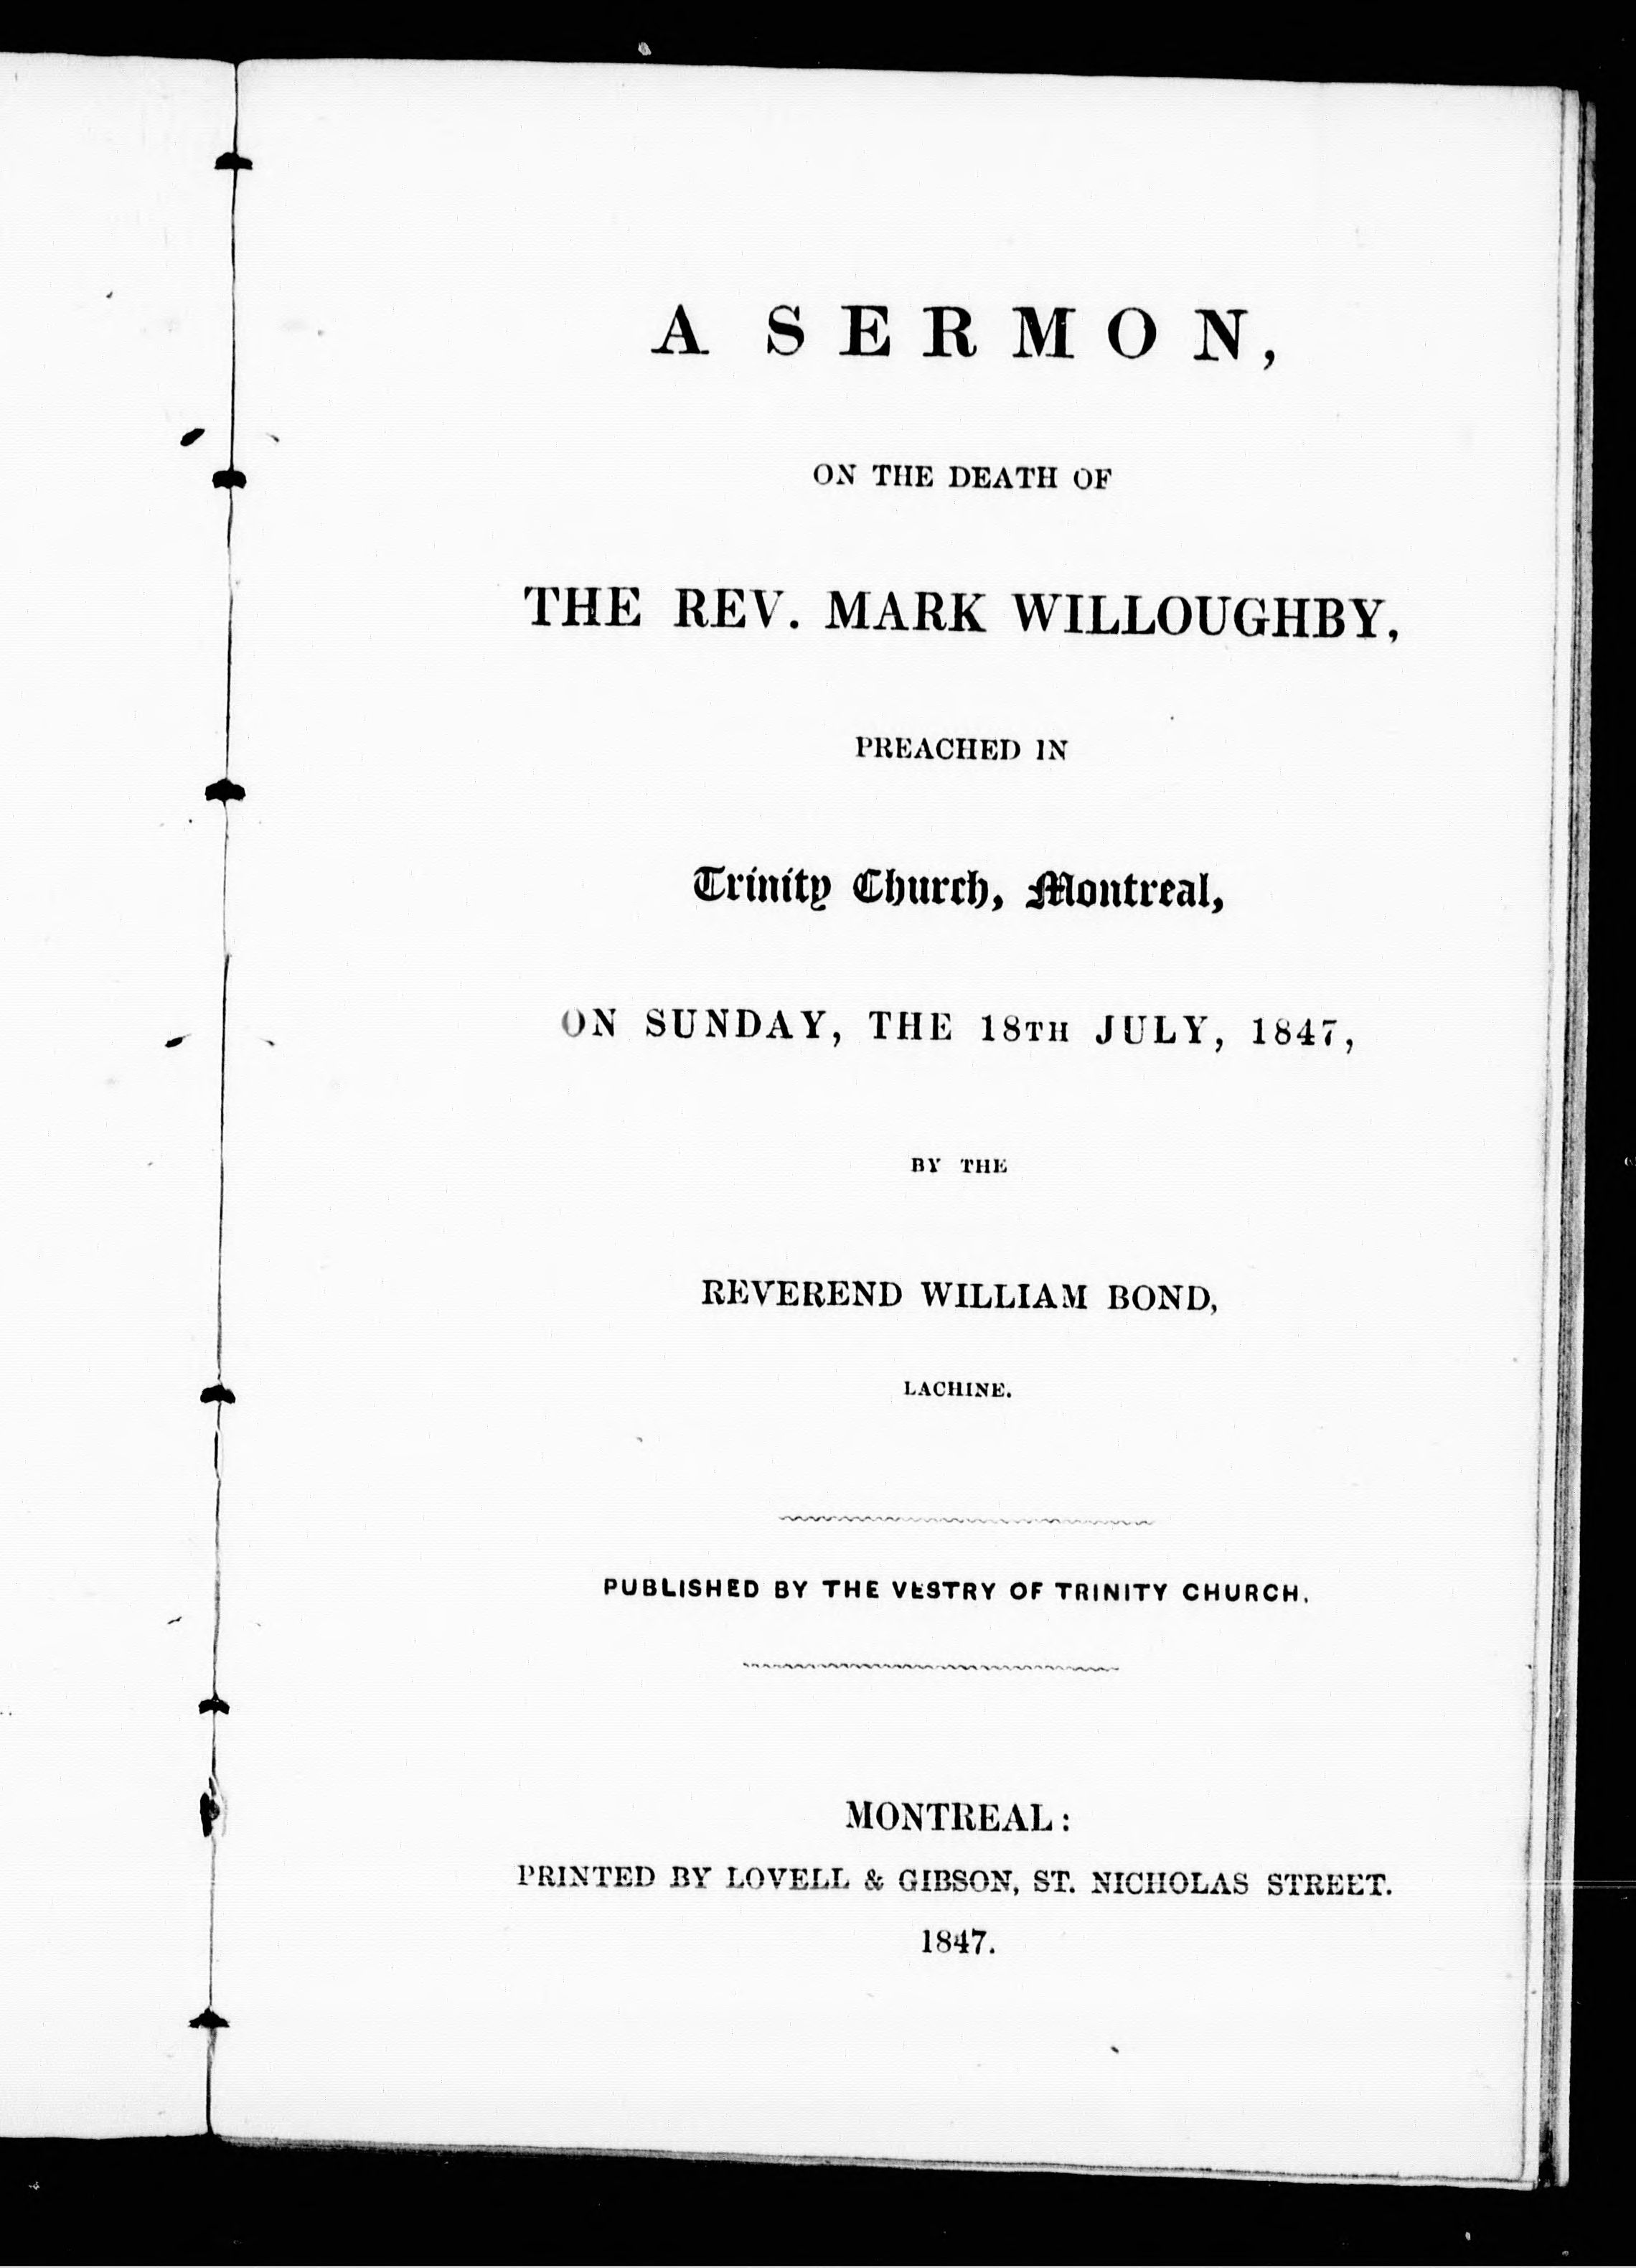 A SERMON,
ON THE DEATH OF
THE REV. MARK WILLOUGHBY,
PREACHED IN
Trinity Church, Montreal,
ON SUNDAY, THE 18TH JULY, 1847,
BY THE
REVEREND WILLIAM BOND,
LACHINE.
PUBLISHED BY THE VESTRY OF TRINITY CHURCH.
MONTREAL:
PRINTED BY LOVELL & GIBSON, ST. NICHOLAS STREET.
1847.